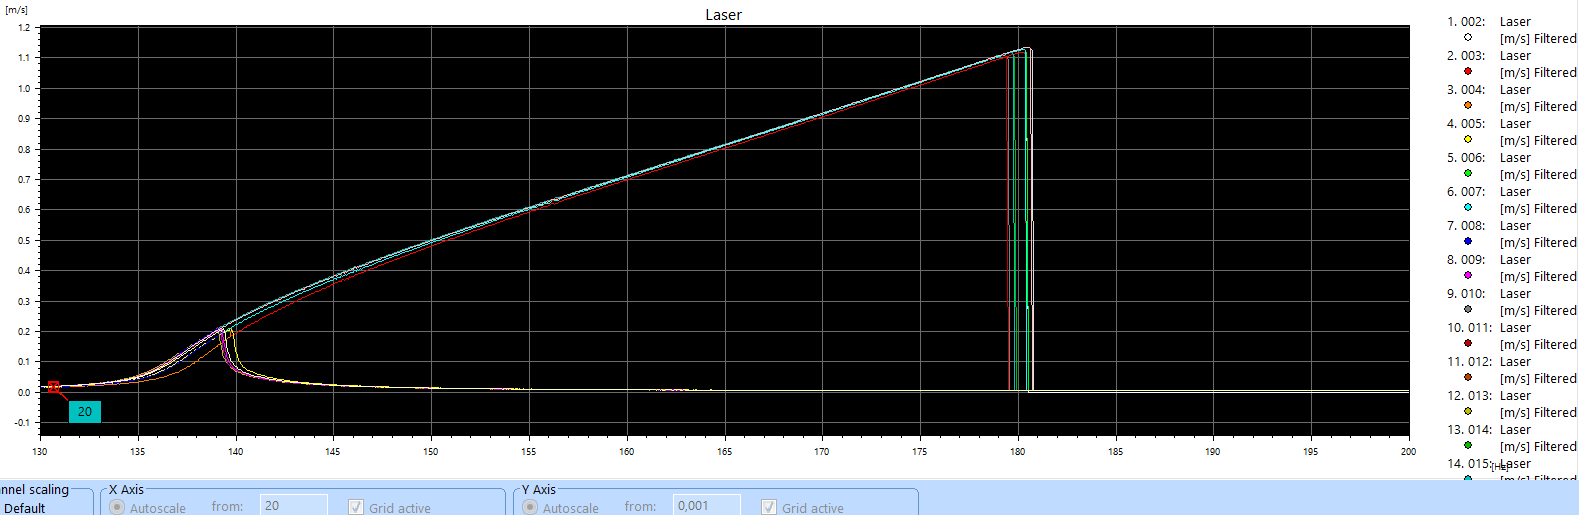 [m/s]
Laser
1.2
1.1
1.0
0.9
0.8
0.7
0.6
0.5
0.4
0.3
0.2
0.1
0.0
-0.1
20
130 135 140 145 150 155 160 165 170 175 180 185 190 195 200
[Hz]
1. 002: Laser
[m/s] Filtered
2. 003: Laser
[m/s] Filtered
3. 004: Laser
[m/s] Filtered
4. 005: Laser
[m/s] Filtered
5. 006: Laser
[m/s] Filtered
6. 007: Laser
[m/s] Filtered
7. 008: Laser
[m/s] Filtered
8. 009: Laser
[m/s] Filtered
9. 010: Laser
[m/s] Filtered
10. 011: Laser
[m/s] Filtered
11. 012: Laser
[m/s] Filtered
12. 013: Laser
[m/s] Filtered
13. 014: Laser
[m/s] Filtered
14. 015: Laser
[m/s] Filtered
nnel scaling
Default
X Axis
Autoscale from: 20 Grid active
Y Axis
Autoscale from: 0,001 Grid active